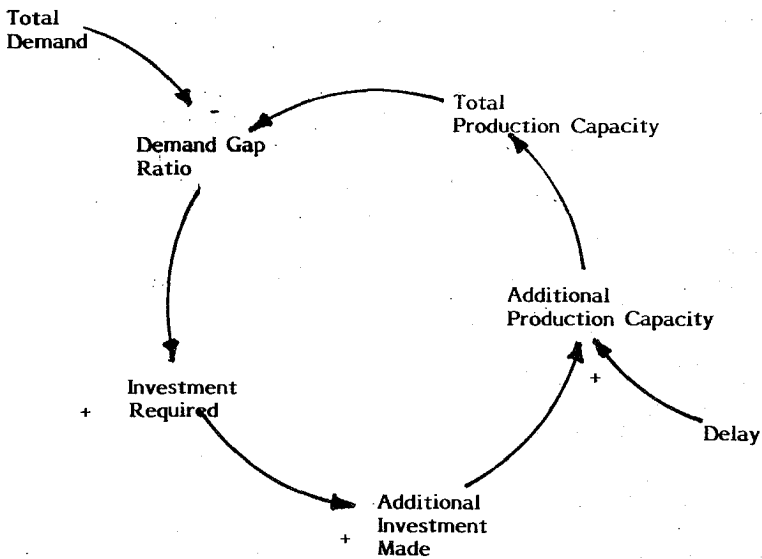 Total
Demand
-
Total
Production Capacity
Demand Gap
Ratio
Additional
Production Capacity
+
Investment
+ Required
Delay
Additional
Investment
+ Made